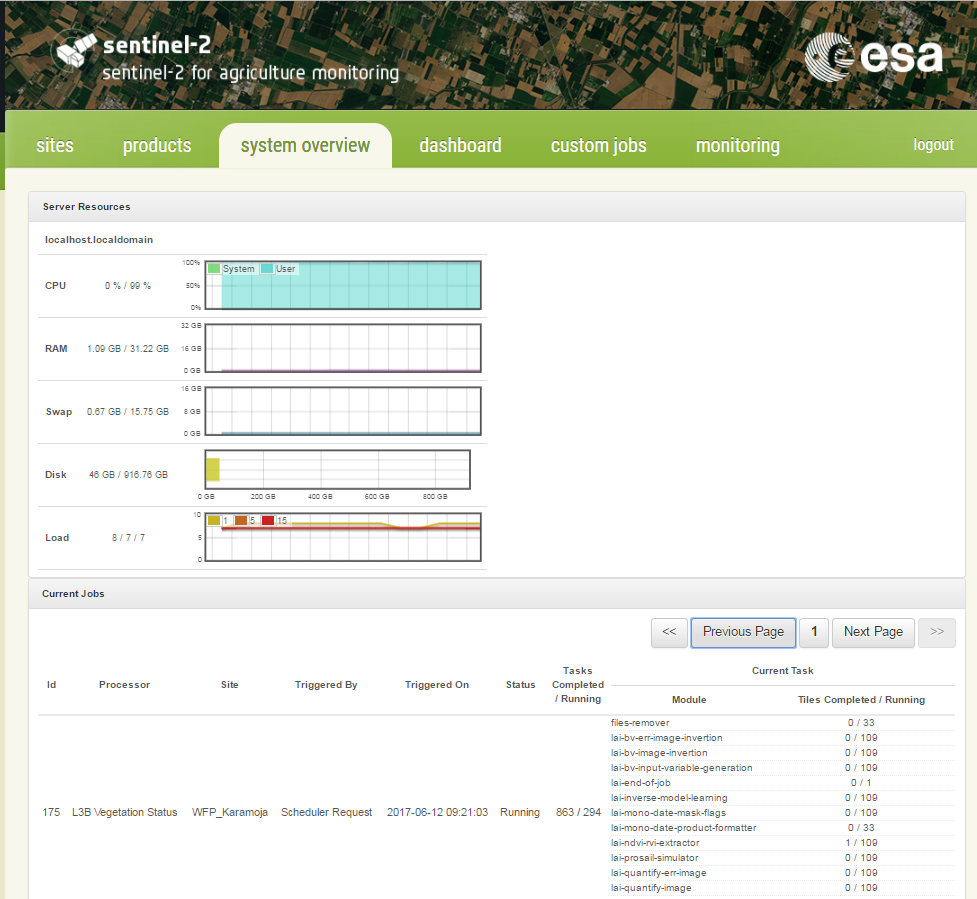 sentinel-2
sentinel-2 for agriculture monitoring
esa
sites products system overview dashboard custom jobs monitoring logout
Server Resources
localhost.localdomain
CPU 0 % / 99 % 100% 50% 0% System User
RAM 1.09 GB / 31.22 GB 32 GB 16 GB 0 GB
Swap 0.67 GB / 15.75 GB 16 GB 8 GB 0 GB
Disk 46 GB / 916.76 GB
0 GB 200 GB 400 GB 600 GB 800 GB
Load 8 / 7 / 7 10 5 0 1 5 15
Current Jobs
<< Previous Page 1 Next Page >>
Id Processor Site Triggered By Triggered On Status Tasks Completed / Running Current Task
Module Tiles Completed / Running
175 L3B Vegetation Status WFP_Karamoja Scheduler Request 2017-06-12 09:21:03 Running 863 / 294
files-remover 0 / 33
lai-bv-err-image-invertion 0 / 109
lai-bv-image-invertion 0 / 109
lai-bv-input-variable-generation 0 / 109
lai-end-of-job 0 / 1
lai-inverse-model-learning 0 / 109
lai-mono-date-mask-flags 0 / 109
lai-mono-date-product-formatter 0 / 33
lai-ndvi-rvi-extractor 1 / 109
lai-prosail-simulator 0 / 109
lai-quantify-err-image 0 / 109
lai-quantify-image 0 / 109